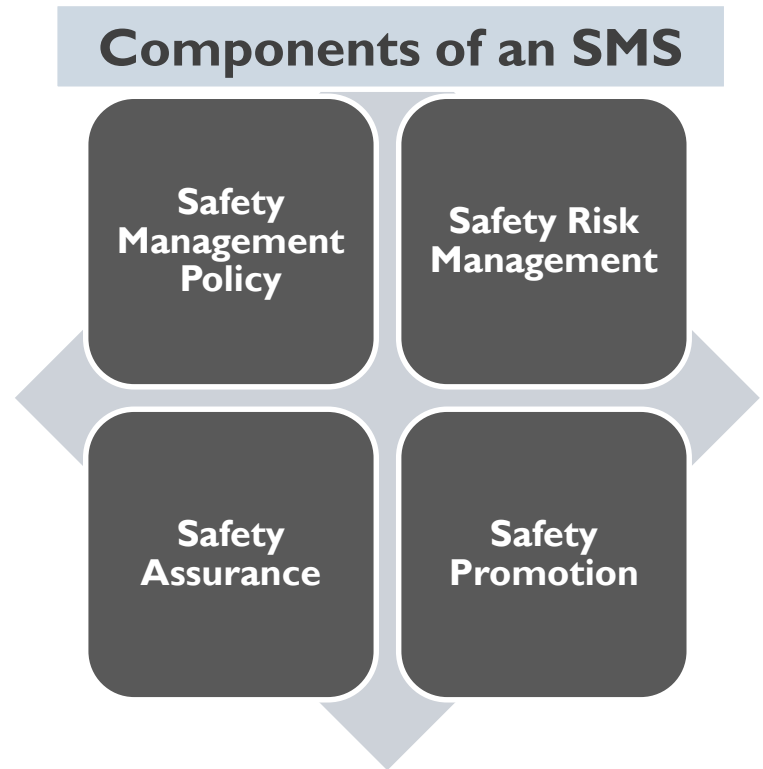 Components of an SMS
Safety
Management
Policy
Safety Risk
Management
Safety
Assurance
Safety
Promotion